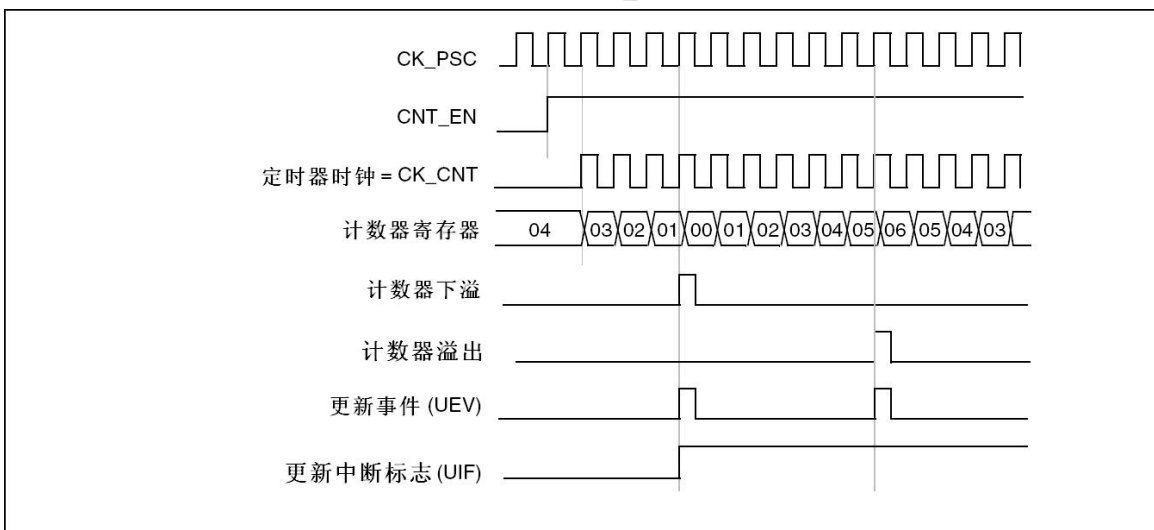 CK_PSC
CNT_EN
定时器时钟 = CK_CNT
计数器寄存器 04 03 02 01 00 01 02 03 04 05 06 05 04 03
计数器下溢
计数器溢出
更新事件 (UEV)
更新中断标志 (UIF)